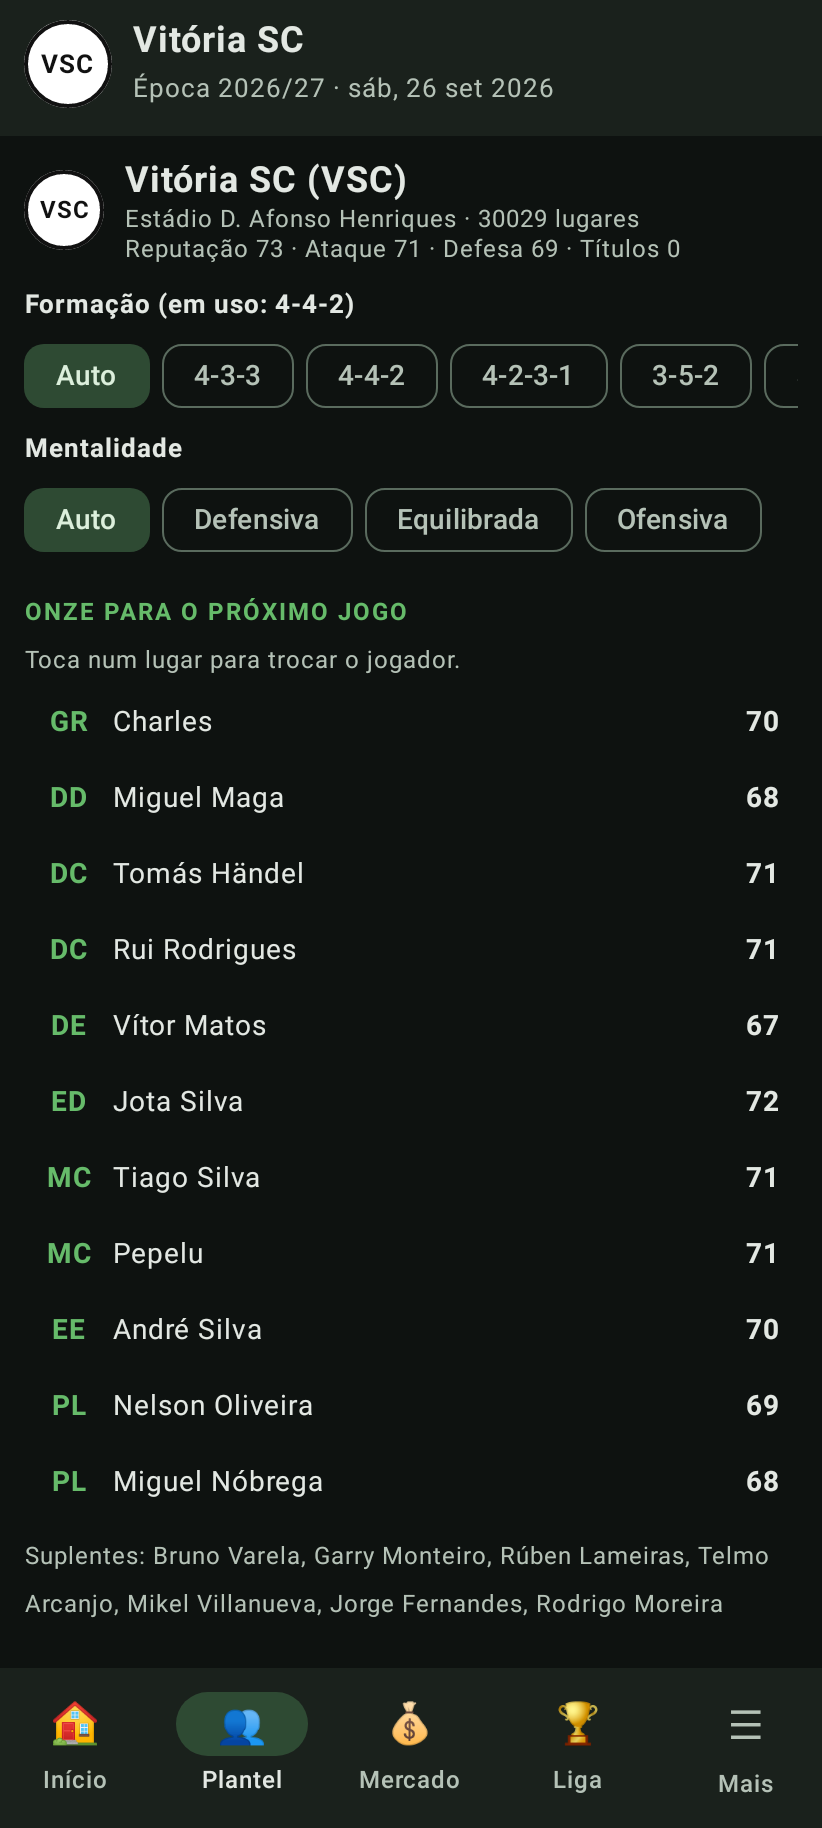 VSC
Vitória SC
Época 2026/27 · sáb, 26 set 2026
VSC
Vitória SC (VSC)
Estádio D. Afonso Henriques · 30029 lugares
Reputação 73 · Ataque 71 · Defesa 69 · Títulos 0
Formação (em uso: 4-4-2)
Auto 4-3-3 4-4-2 4-2-3-1 3-5-2
Mentalidade
Auto Defensiva Equilibrada Ofensiva
ONZE PARA O PRÓXIMO JOGO
Toca num lugar para trocar o jogador.
GR Charles 70
DD Miguel Maga 68
DC Tomás Händel 71
DC Rui Rodrigues 71
DE Vítor Matos 67
ED Jota Silva 72
MC Tiago Silva 71
MC Pepelu 71
EE André Silva 70
PL Nelson Oliveira 69
PL Miguel Nóbrega 68
Suplentes: Bruno Varela, Garry Monteiro, Rúben Lameiras, Telmo
Arcanjo, Mikel Villanueva, Jorge Fernandes, Rodrigo Moreira
Início Plantel Mercado Liga Mais